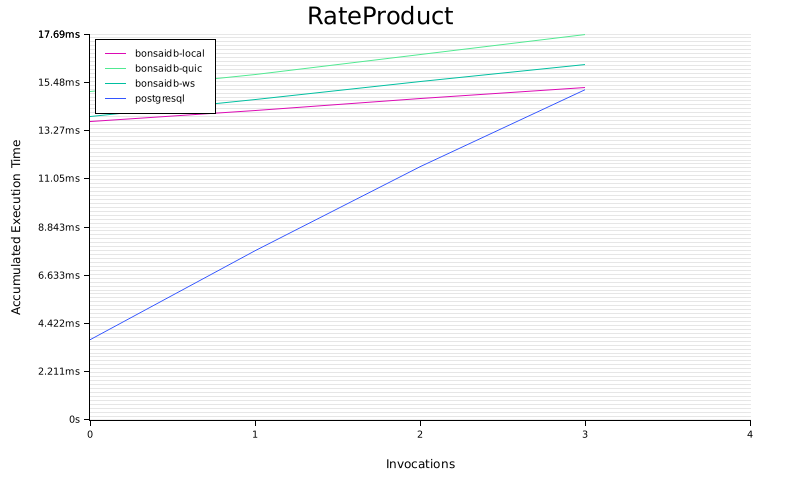 RateProduct
17.69ms
15.48ms
13.27ms
11.05ms
8.843ms
6.633ms
4.422ms
2.211ms
0s
Accumulated Execution Time
bonsaidb-local
bonsaidb-quic
bonsaidb-ws
postgresql
0 1 2 3 4
Invocations